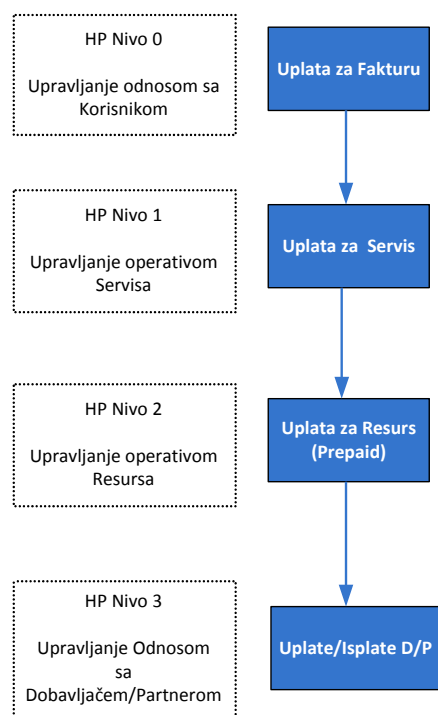 HP Nivo 0
Upravljanje odnosom sa
Korisnikom
Uplata za Fakturu
HP Nivo 1
Upravljanje operativom
Servisa
Uplata za Servis
HP Nivo 2
Upravljanje operativom
Resursa
Uplata za Resurs
(Prepaid)
HP Nivo 3
Upravljanje Odnosom
sa
Dobavljačem/Partnerom
Uplate/Isplate D/P